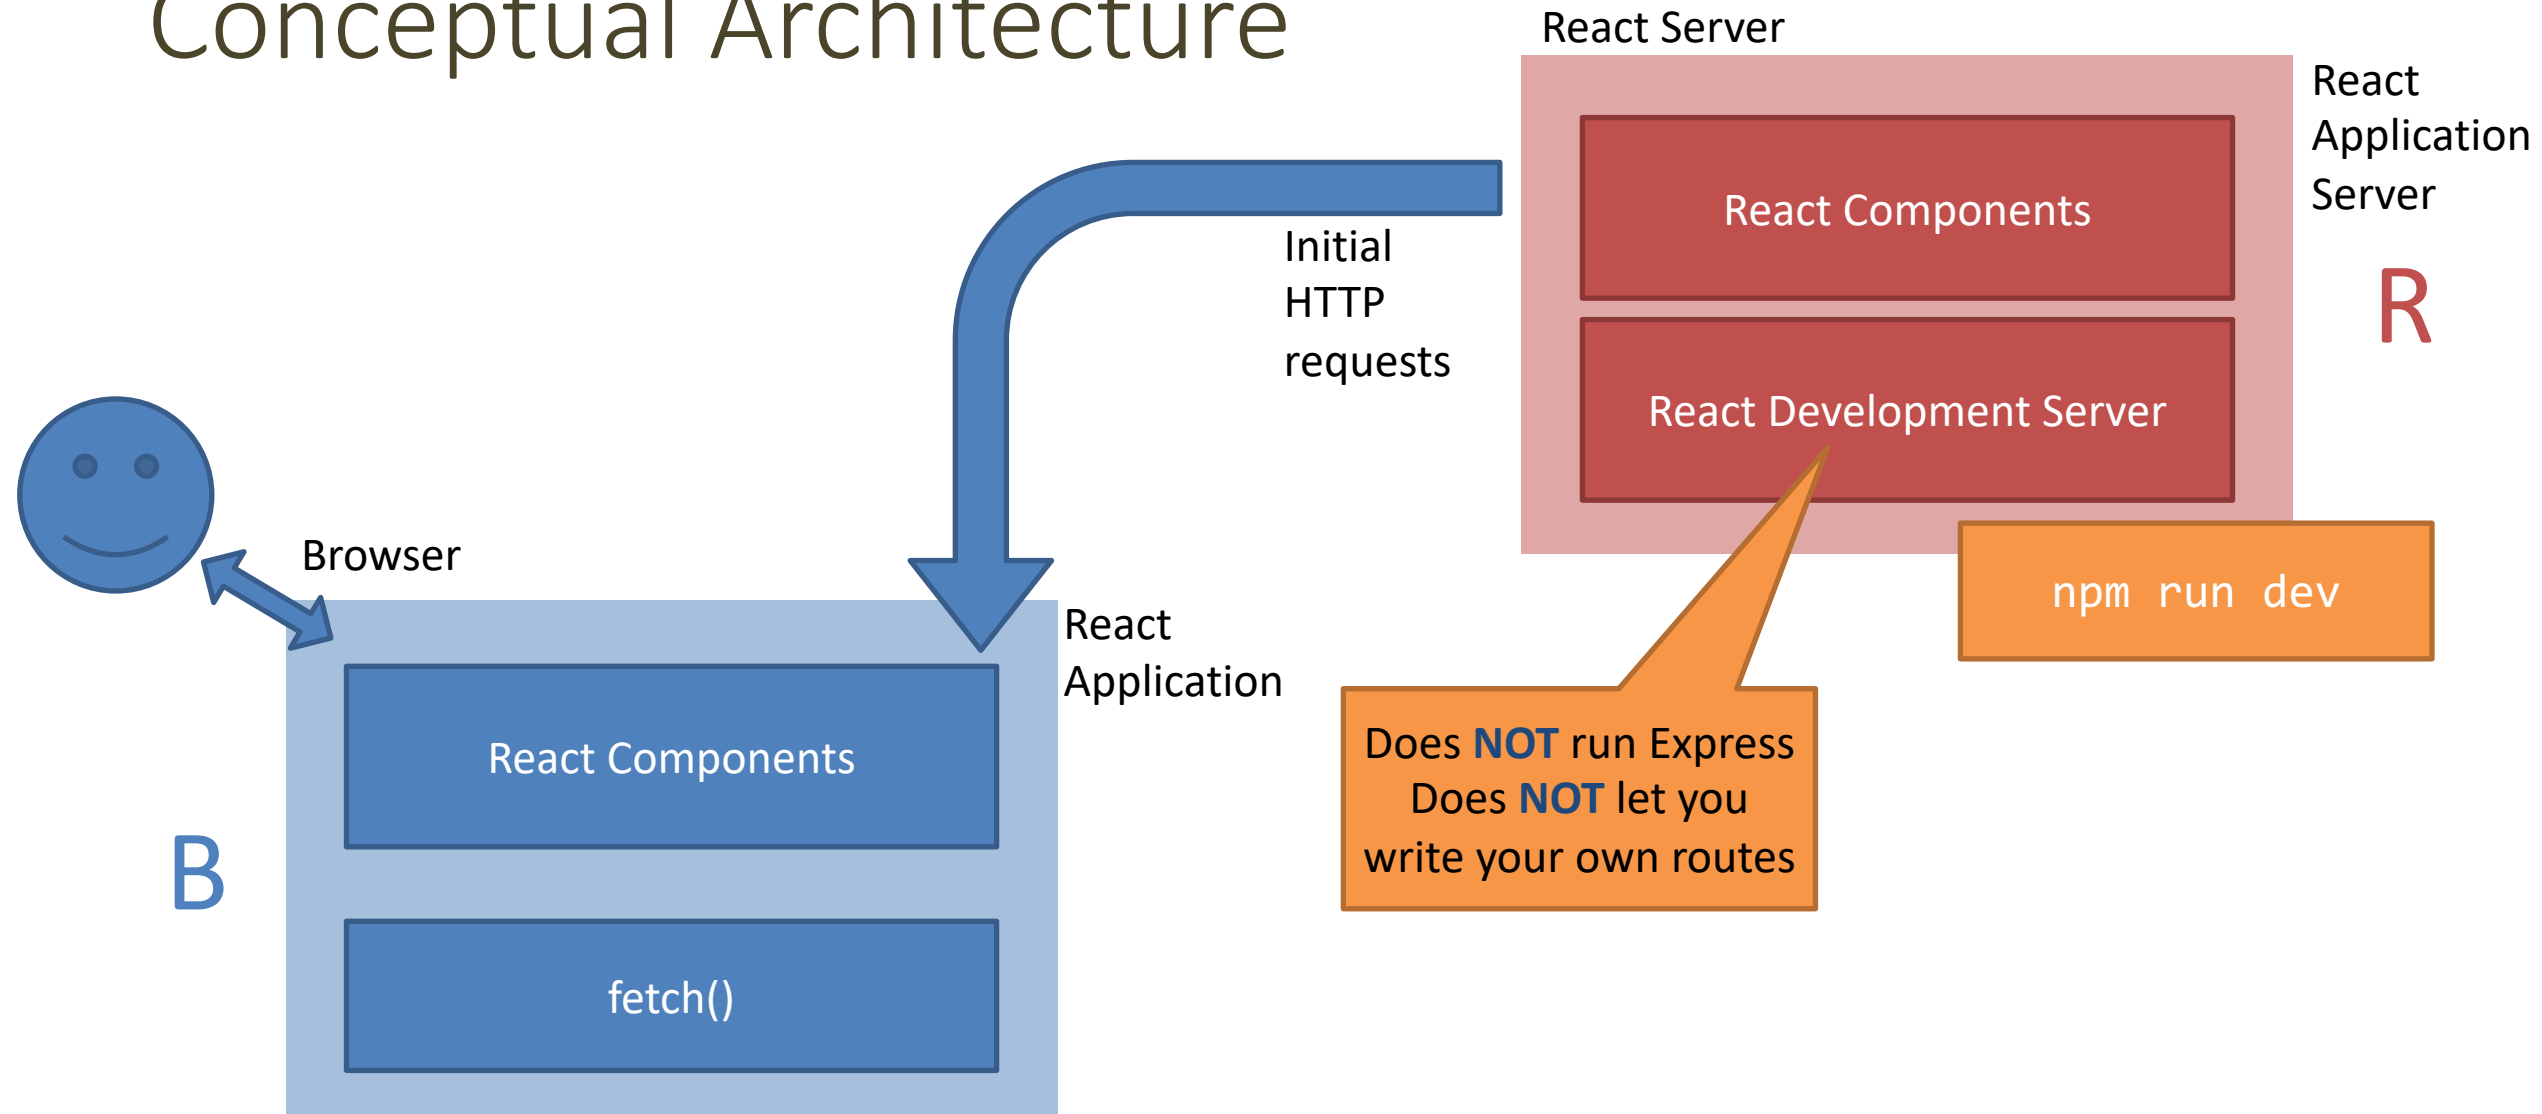 Conceptual Architecture
React Server
React
Application
Server
React Components
R
Initial
HTTP
requests
React Development Server
Browser
npm run dev
React
Application
React Components
Does NOT run Express
Does NOT let you
write your own routes
B
fetch()